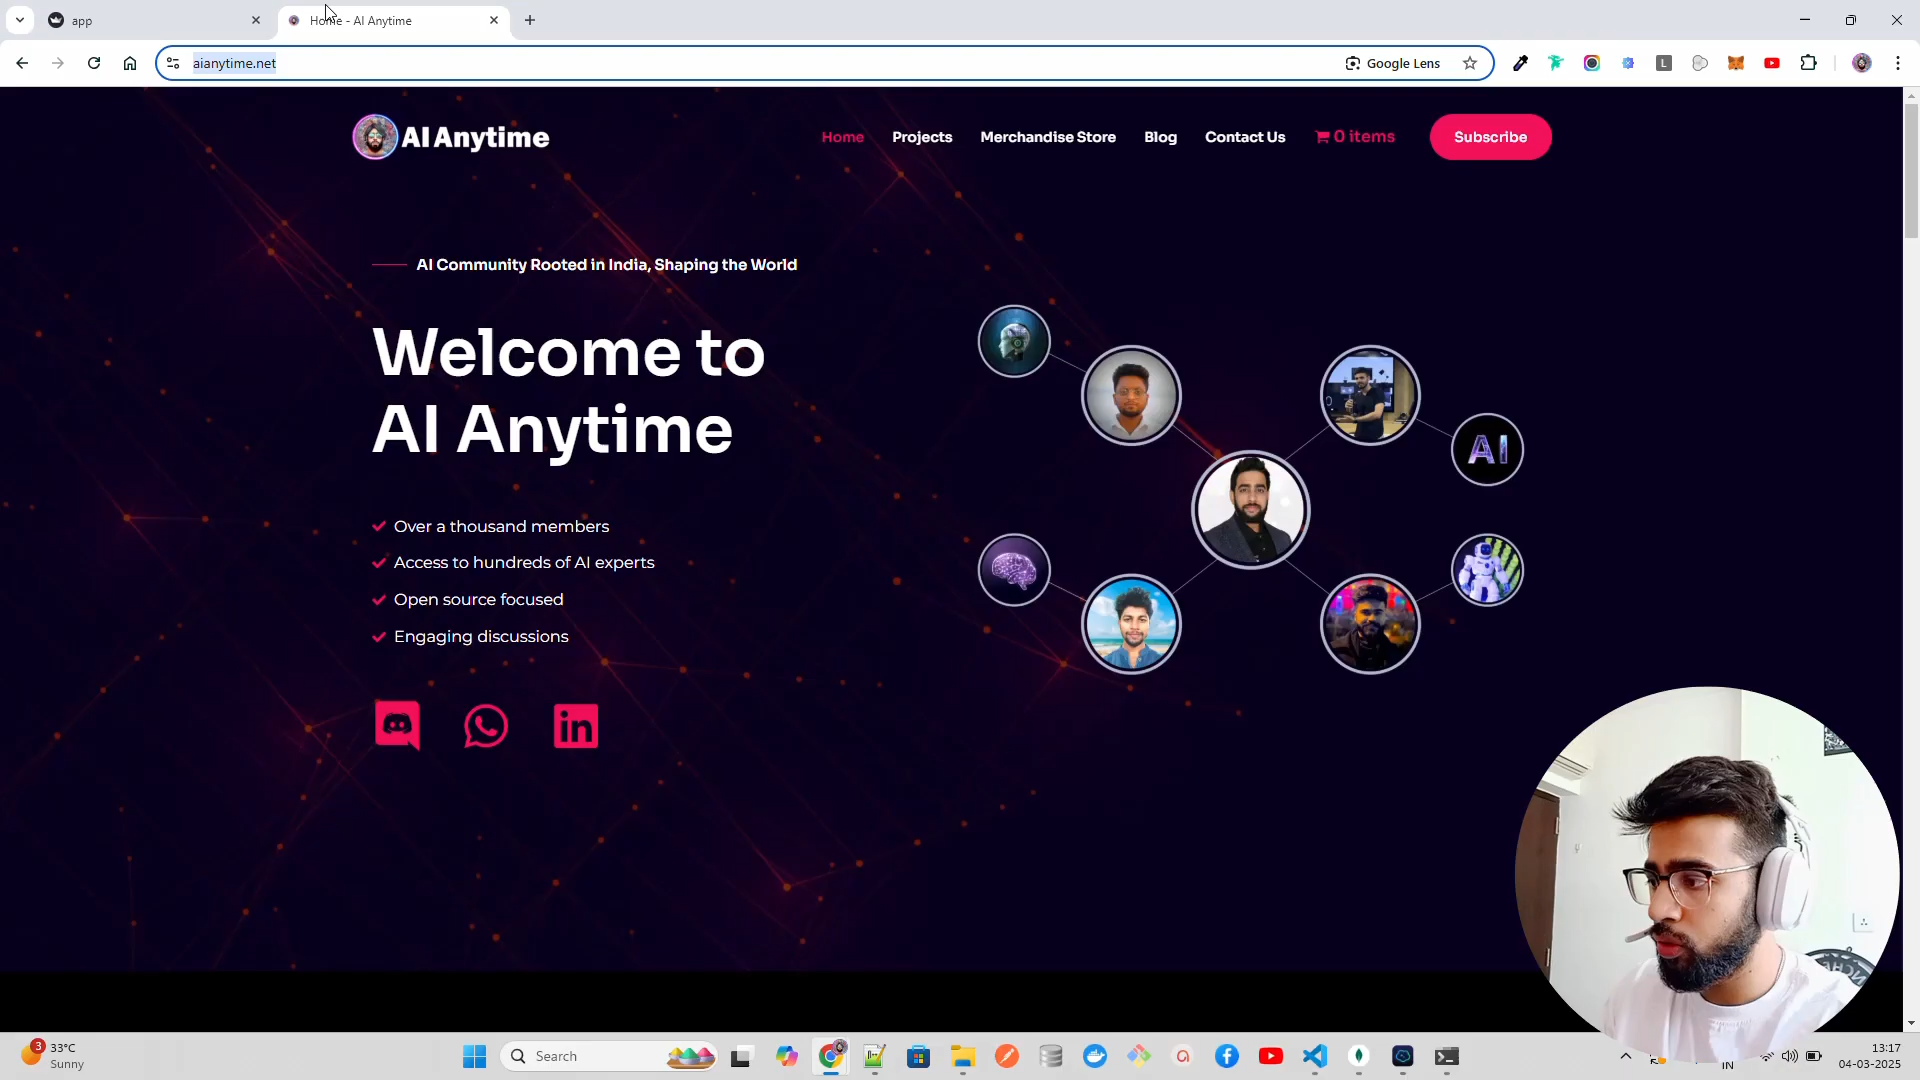 app
Home - AI Anytime
aianytime.net
Google Lens
AI Anytime
Home
Projects
Merchandise Store
Blog
Contact Us
0 items
Subscribe
AI Community Rooted in India, Shaping the World
Welcome to
AI Anytime
Over a thousand members
Access to hundreds of AI experts
Open source focused
Engaging discussions
AI
3
33°C
Sunny
Search
IN
13:17
04-03-2025